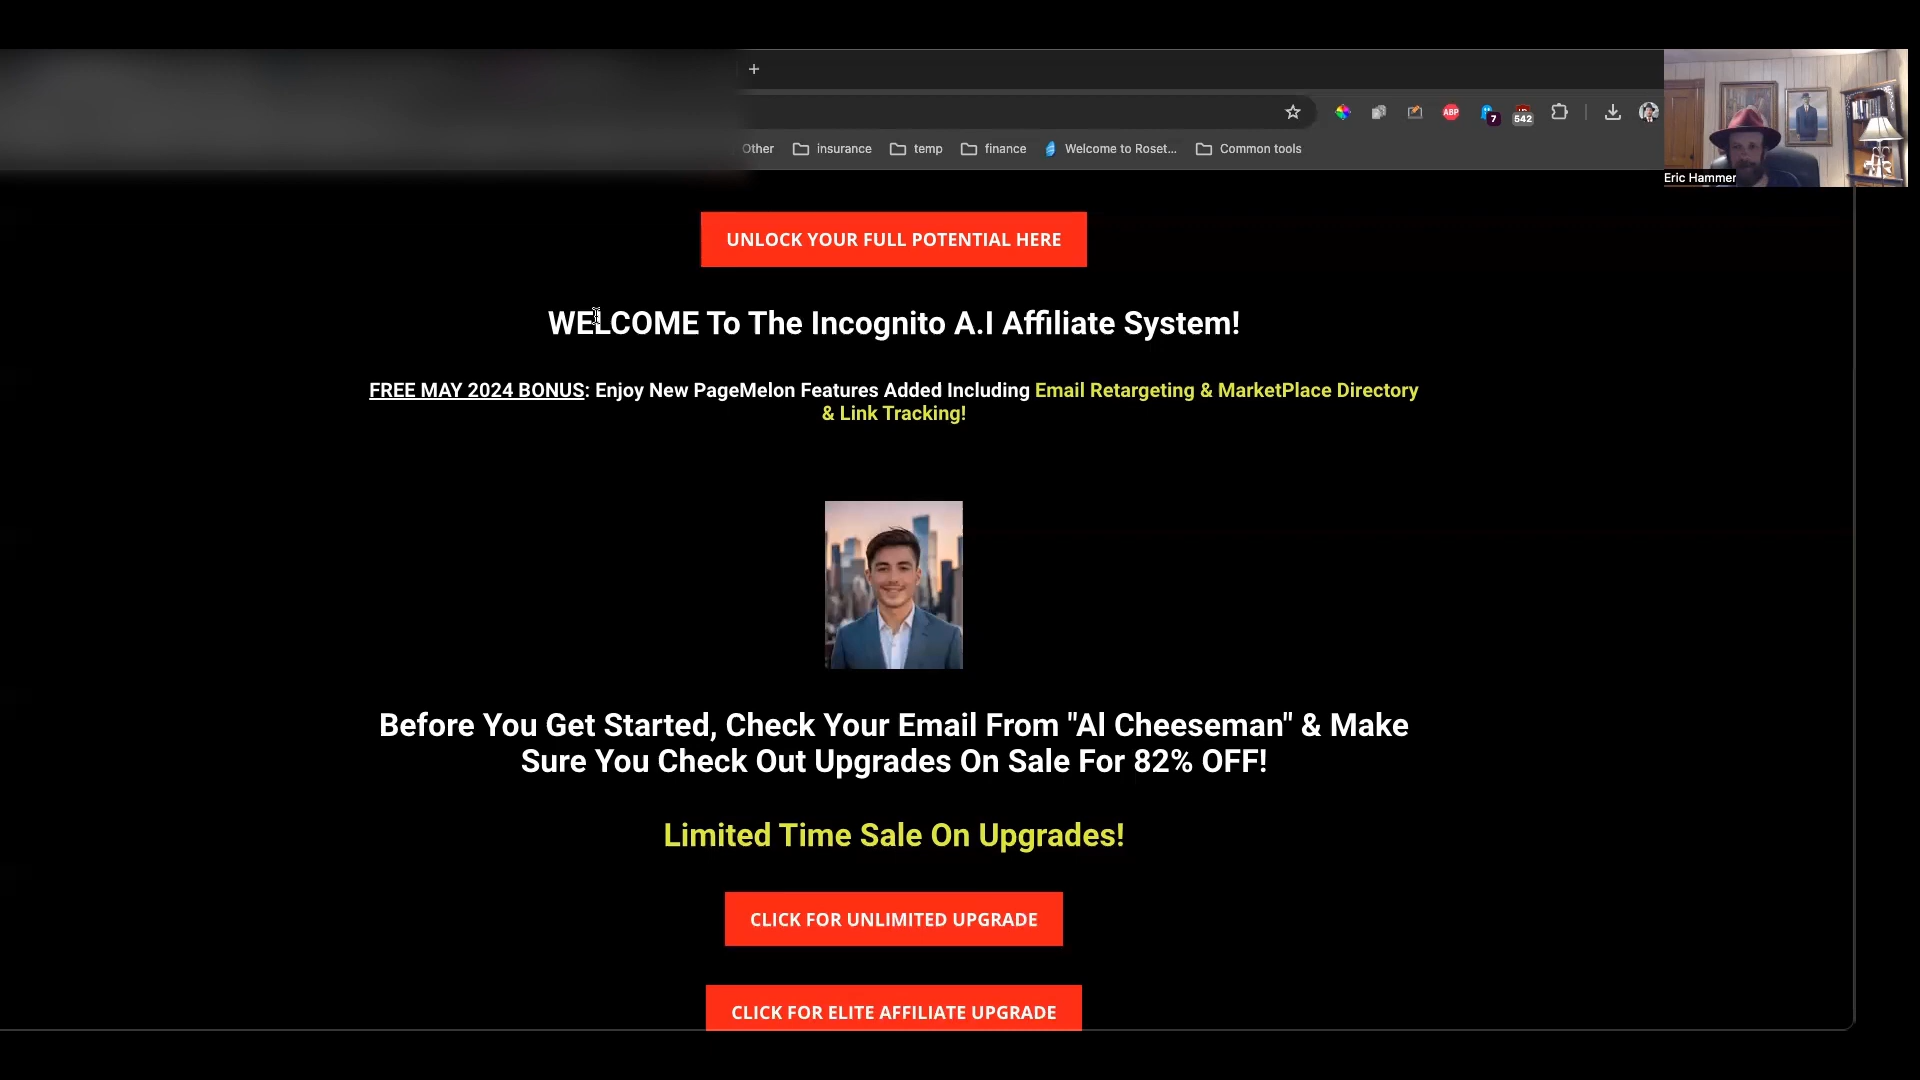 Other
insurance
temp
finance
Welcome to Roset...
Common tools
ABP
7
542
Eric Hammer
UNLOCK YOUR FULL POTENTIAL HERE
WELCOME To The Incognito A.I Affiliate System!
FREE MAY 2024 BONUS: Enjoy New PageMelon Features Added Including Email Retargeting & MarketPlace Directory
& Link Tracking!
Before You Get Started, Check Your Email From "Al Cheeseman" & Make
Sure You Check Out Upgrades On Sale For 82% OFF!
Limited Time Sale On Upgrades!
CLICK FOR UNLIMITED UPGRADE
CLICK FOR ELITE AFFILIATE UPGRADE